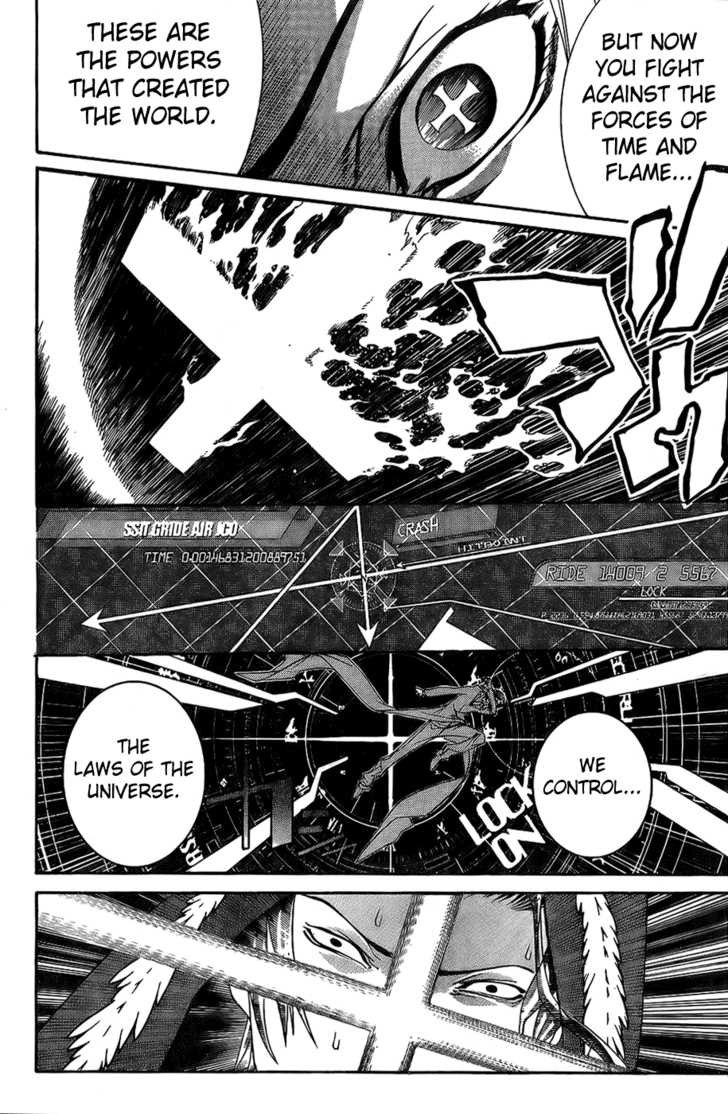 BUT NOW
YOU FIGHT
AGAINST THE
FORCES OF
TIME AND
FLAME...
THESE ARE
THE POWERS
THAT CREATED
THE WORLD.
CRASH
TIME 0.00146831200889751
RIDE 14009/2 5567
LOCK
WE
CONTROL...
THE
LAWS OF THE
UNIVERSE.
LOCK
ON